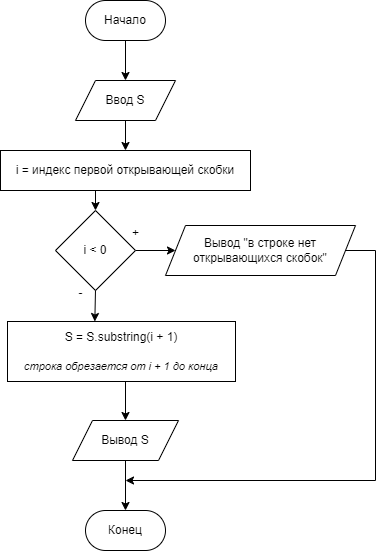 Начало
Ввод S
i = индекс первой открывающей скобки
i < 0
+
Вывод "в строке нет
открывающихся скобок"
-
S = S.substring(i + 1)
строка обрезается от i + 1 до конца
Вывод S
Конец